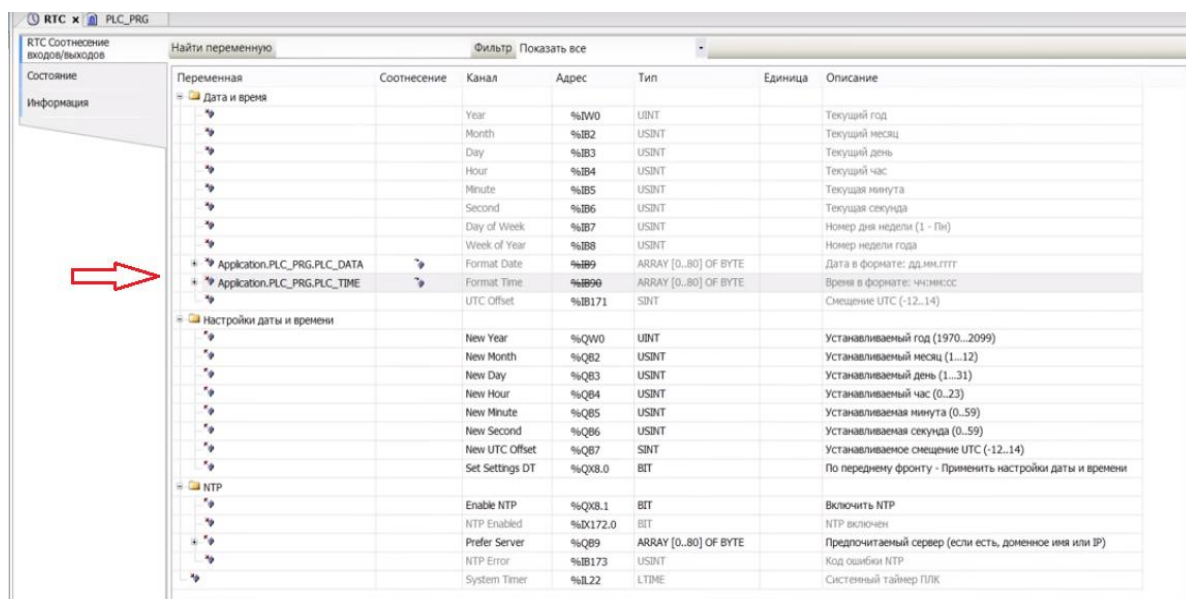 RTC x PLC_PRG
RTC Соотнесение входов/выходов
Найти переменную Фильтр Показать все
Состояние
Информация
Переменная Соотнесение Канал Адрес Тип Единица Описание
Дата и время
Year %IW0 UINT Текущий год
Month %IB2 USINT Текущий месяц
Day %IB3 USINT Текущий день
Hour %IB4 USINT Текущий час
Minute %IB5 USINT Текущая минута
Second %IB6 USINT Текущая секунда
Day of Week %IB7 USINT Номер дня недели (1 - Пн)
Week of Year %IB8 USINT Номер недели года
Application.PLC_PRG.PLC_DATA Format Date %IB9 ARRAY [0..80] OF BYTE Дата в формате: дд.мм.гггг
Application.PLC_PRG.PLC_TIME Format Time %IB90 ARRAY [0..80] OF BYTE Время в формате: чч:мм:сс
UTC Offset %IB171 SINT Смещение UTC (-12..14)
Настройки даты и времени
New Year %QW0 UINT Устанавливаемый год (1970...2099)
New Month %QB2 USINT Устанавливаемый месяц (1...12)
New Day %QB3 USINT Устанавливаемый день (1...31)
New Hour %QB4 USINT Устанавливаемый час (0..23)
New Minute %QB5 USINT Устанавливаемая минута (0..59)
New Second %QB6 USINT Устанавливаемая секунда (0..59)
New UTC Offset %QB7 SINT Устанавливаемое смещение UTC (-12..14)
Set Settings DT %QX8.0 BIT По переднему фронту - Применить настройки даты и времени
NTP
Enable NTP %QX8.1 BIT Включить NTP
NTP Enabled %IX172.0 BIT NTP включен
Prefer Server %QB9 ARRAY [0..80] OF BYTE Предпочитаемый сервер (если есть, доменное имя или IP)
NTP Error %IB173 USINT Код ошибки NTP
System Timer %IL22 LTIME Системный таймер ПЛК